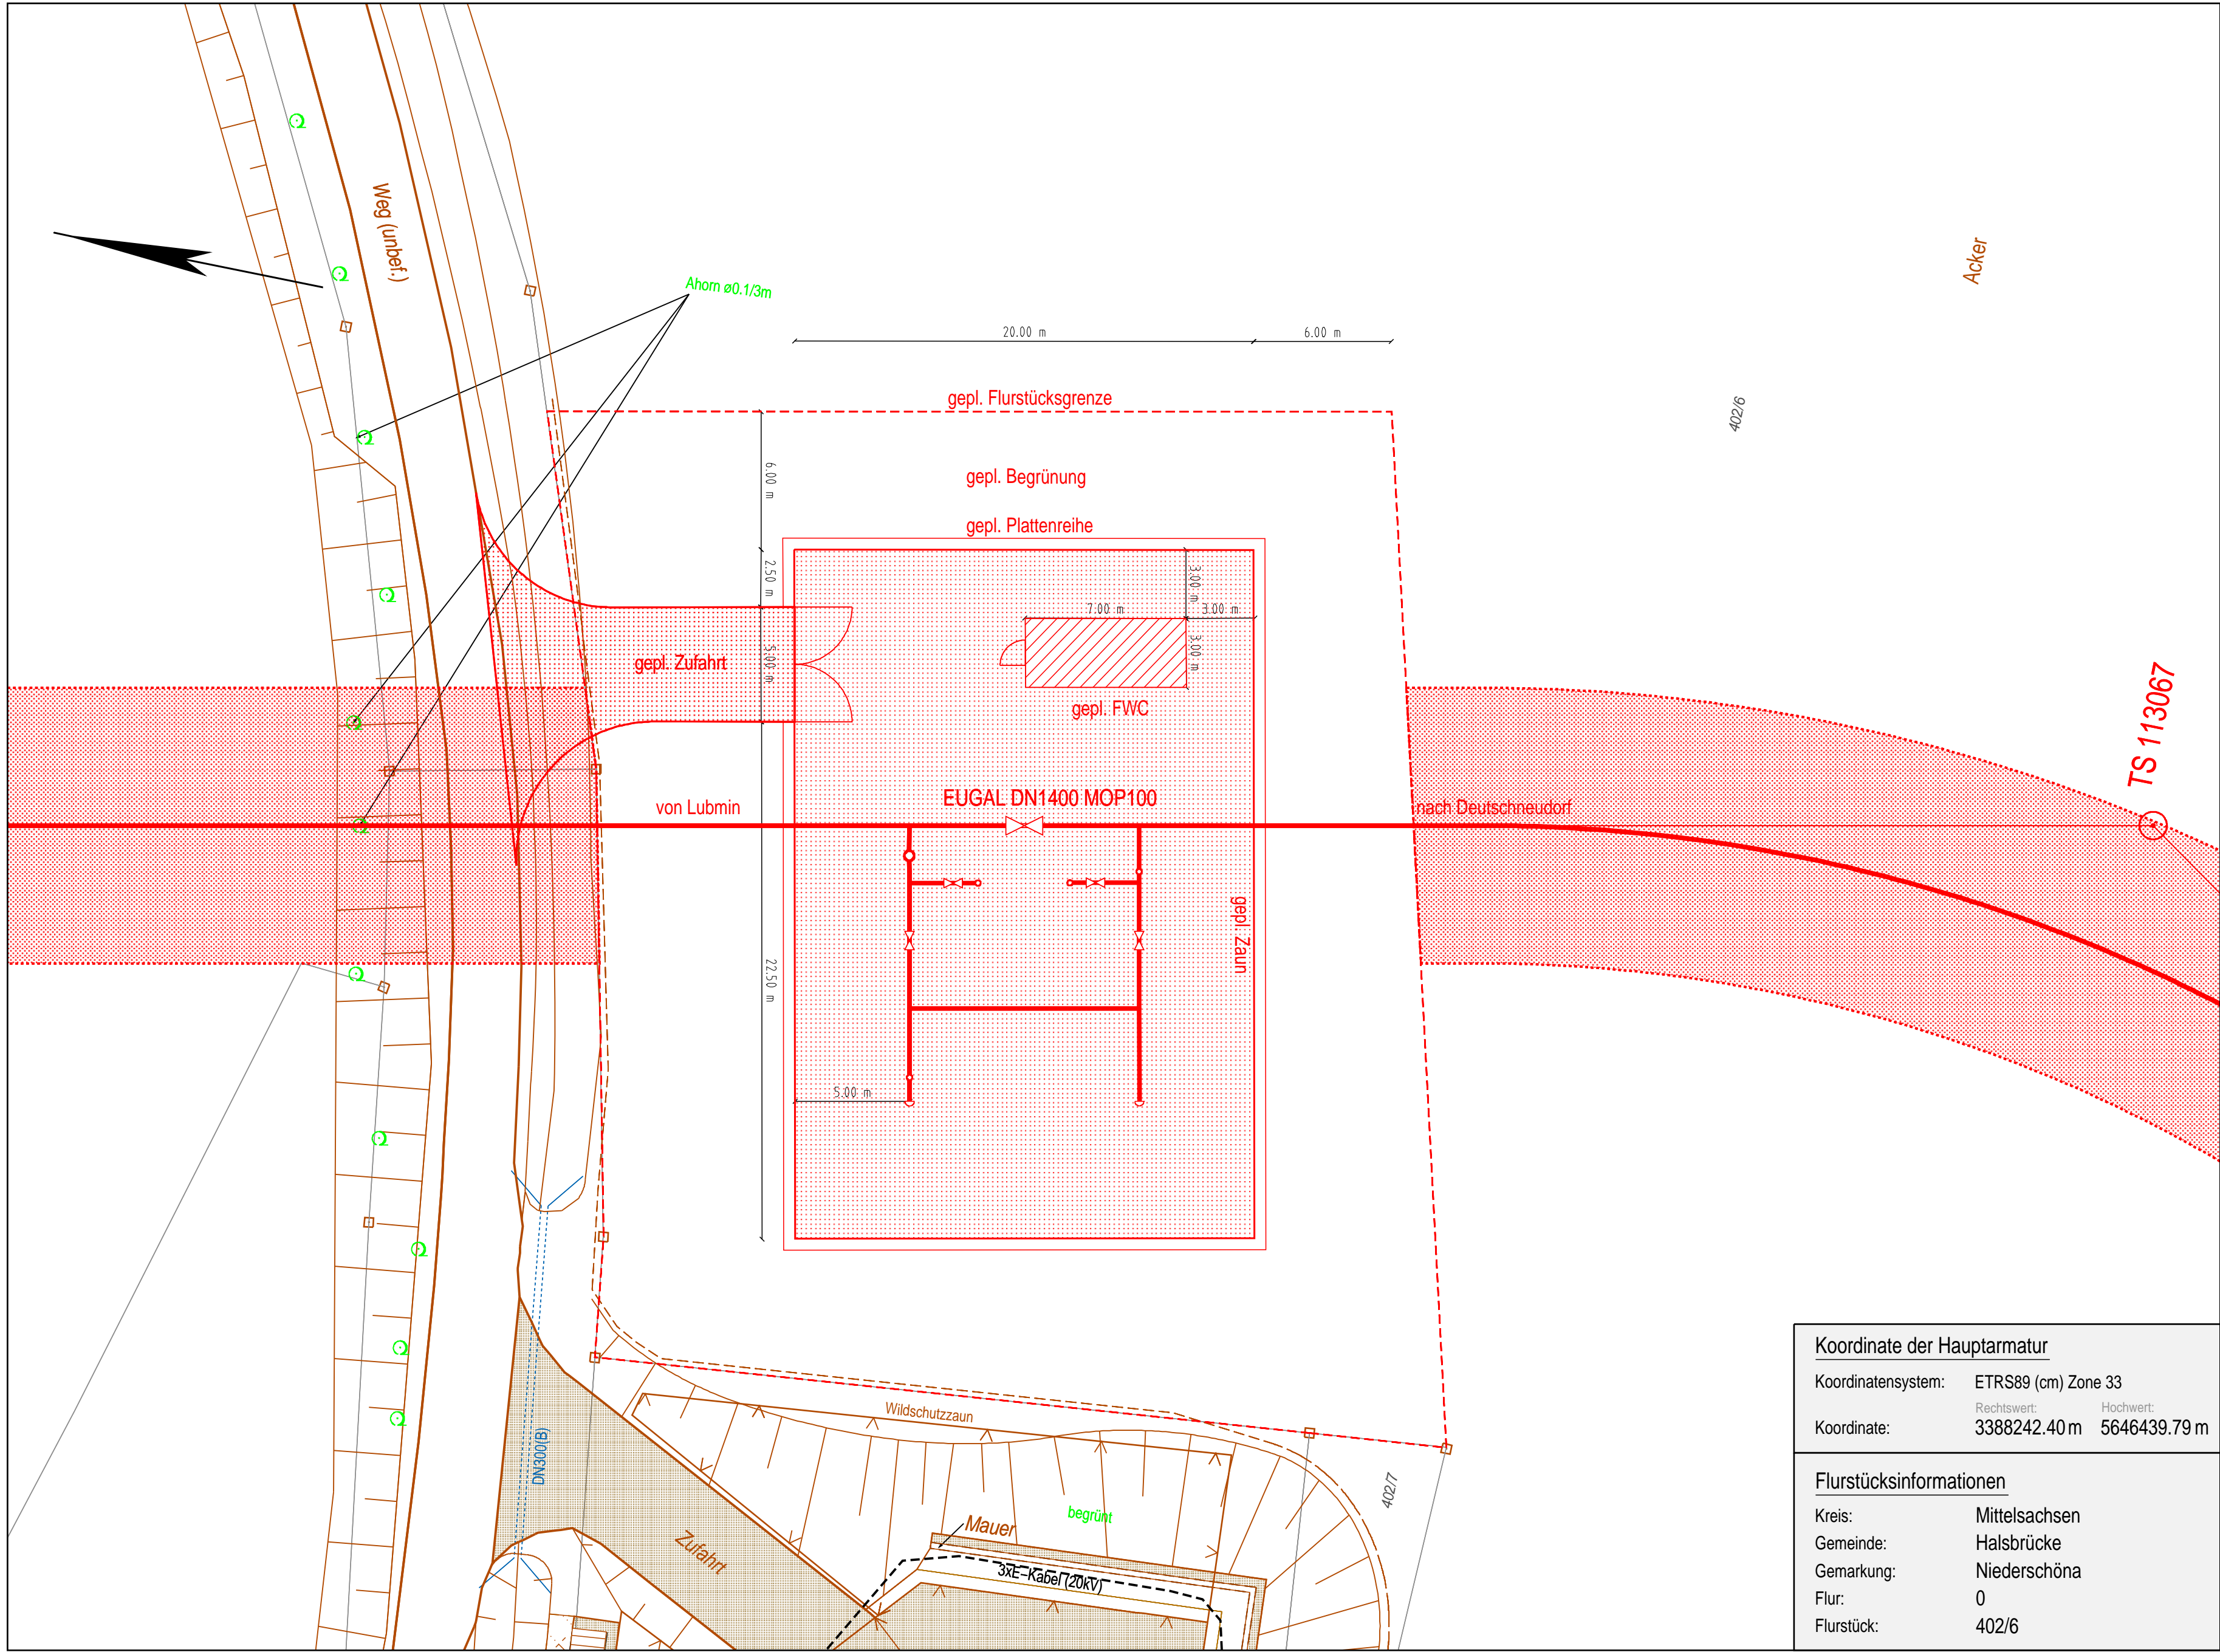 Weg (unbef.)
Acker
Ahorn ø0.1/3m
20.00 m
6.00 m
gepl. Flurstücksgrenze
402/6
6.00 m
gepl. Begrünung
gepl. Plattenreihe
2.50 m
3.00 m
7.00 m
3.00 m
gepl. Zufahrt
5.00 m
3.00 m
gepl. FWC
TS 113067
von Lubmin
EUGAL DN1400 MOP100
nach Deutschneudorf
gepl. Zaun
22.50 m
5.00 m
Wildschutzzaun
DN300(B)
402/7
begrünt
Mauer
Zufahrt
3xE-Kabel (20kV)
Koordinate der Hauptarmatur
Koordinatensystem: ETRS89 (cm) Zone 33
Rechtswert: Hochwert:
Koordinate: 3388242.40 m 5646439.79 m
Flurstücksinformationen
Kreis: Mittelsachsen
Gemeinde: Halsbrücke
Gemarkung: Niederschöna
Flur: 0
Flurstück: 402/6